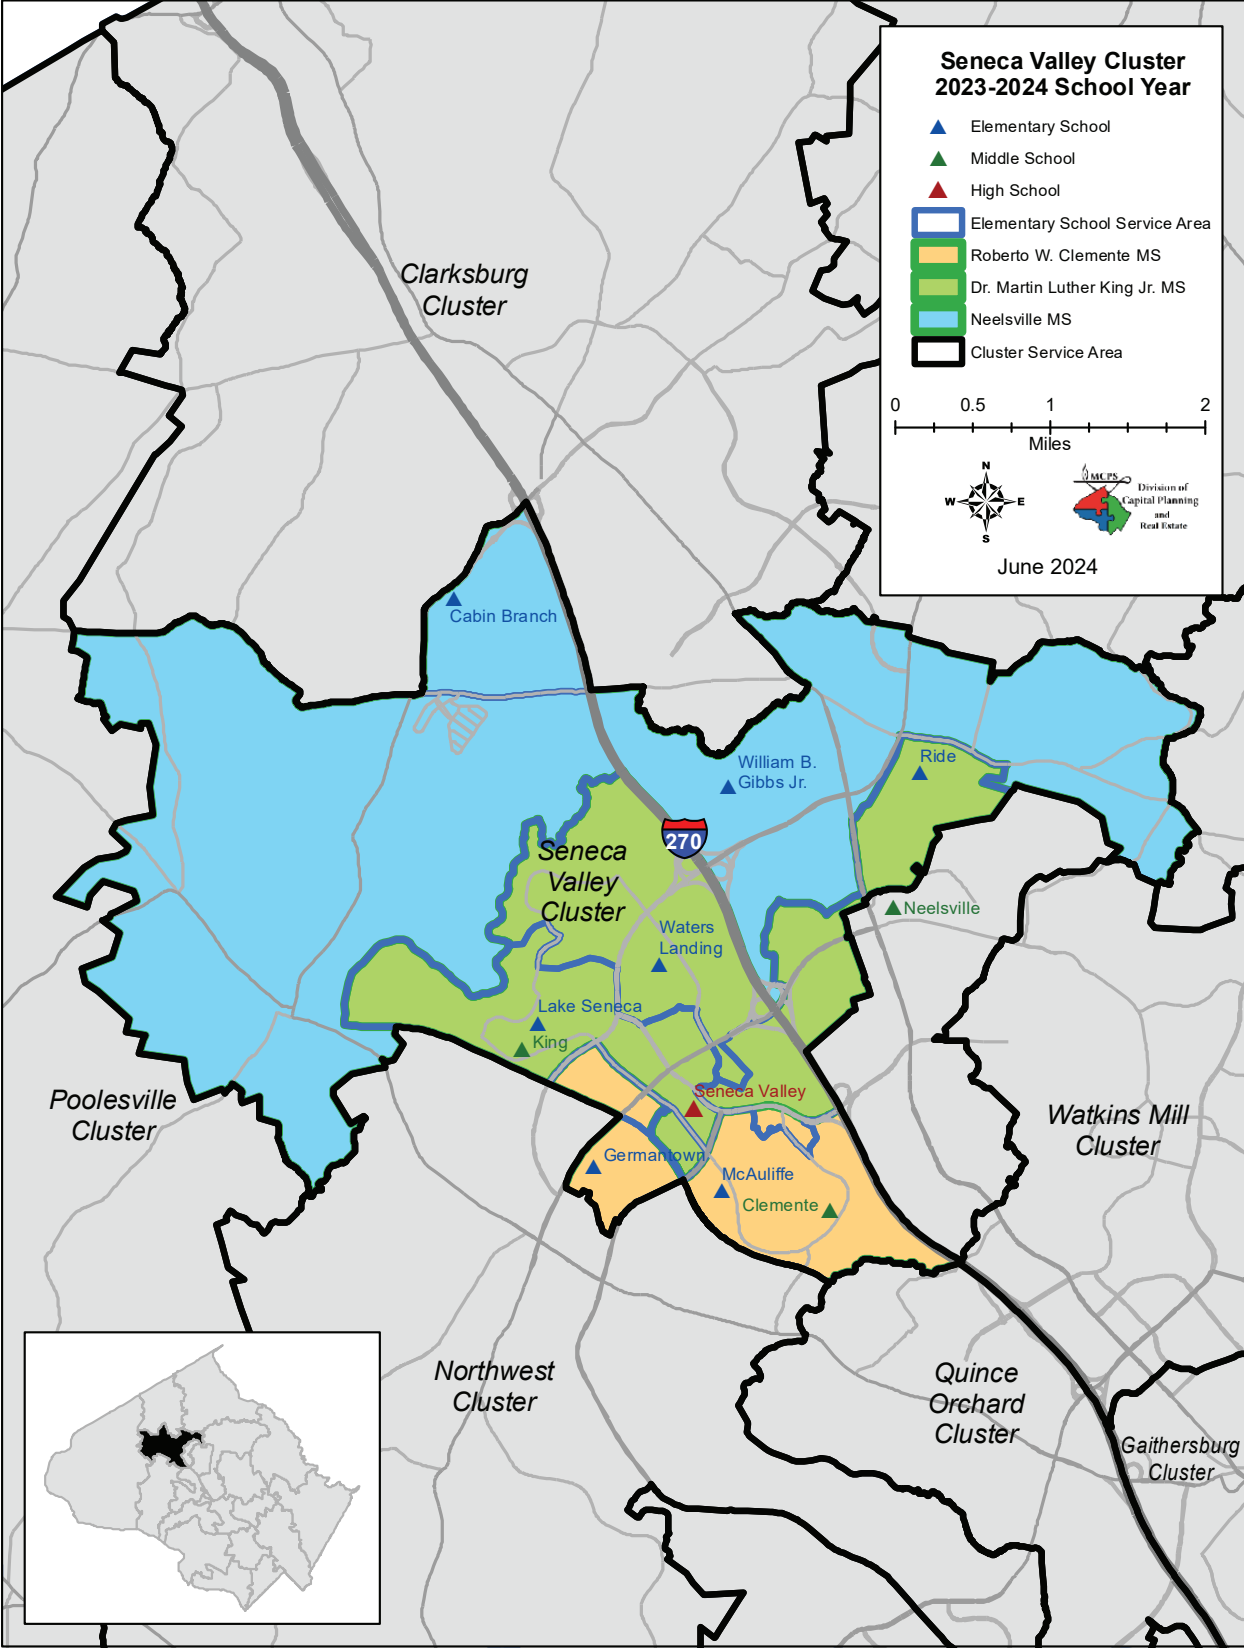 Seneca Valley Cluster
2023-2024 School Year
Elementary School
Middle School
High School
Elementary School Service Area
Roberto W. Clemente MS
Dr. Martin Luther King Jr. MS
Neelsville MS
Cluster Service Area
0 0.5 1 2
Miles
N
W E
S
MCPS
Division of
Capital Planning
and
Real Estate
June 2024
Clarksburg
Cluster
Cabin Branch
William B.
Gibbs Jr.
Ride
270
Seneca
Valley
Cluster
Neelsville
Waters
Landing
Lake Seneca
King
Seneca Valley
Poolesville
Cluster
Watkins Mill
Cluster
Germantown
McAuliffe
Clemente
Northwest
Cluster
Quince
Orchard
Cluster
Gaithersburg
Cluster